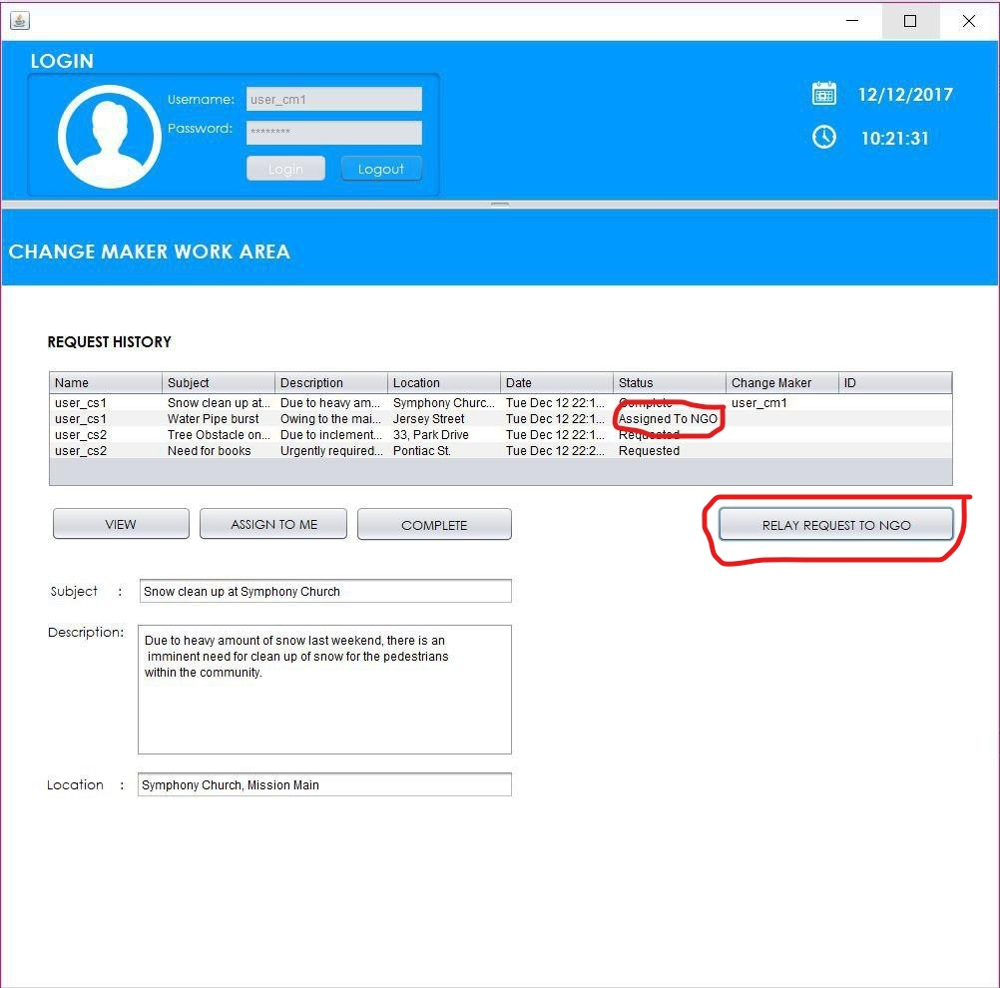 LOGIN
Username: user_cm1
Password: ********
Login Logout
12/12/2017
10:21:31
CHANGE MAKER WORK AREA
REQUEST HISTORY
Name Subject Description Location Date Status Change Maker ID
user_cs1 Snow clean up at... Due to heavy am... Symphony Churc... Tue Dec 12 22:1... Complete user_cm1
user_cs1 Water Pipe burst Owing to the mai... Jersey Street Tue Dec 12 22:1... Assigned To NGO
user_cs2 Tree Obstacle on... Due to inclement... 33, Park Drive Tue Dec 12 22:2... Requested
user_cs2 Need for books Urgently required... Pontiac St. Tue Dec 12 22:2... Requested
VIEW ASSIGN TO ME COMPLETE RELAY REQUEST TO NGO
Subject : Snow clean up at Symphony Church
Description: Due to heavy amount of snow last weekend, there is an
imminent need for clean up of snow for the pedestrians
within the community.
Location : Symphony Church, Mission Main